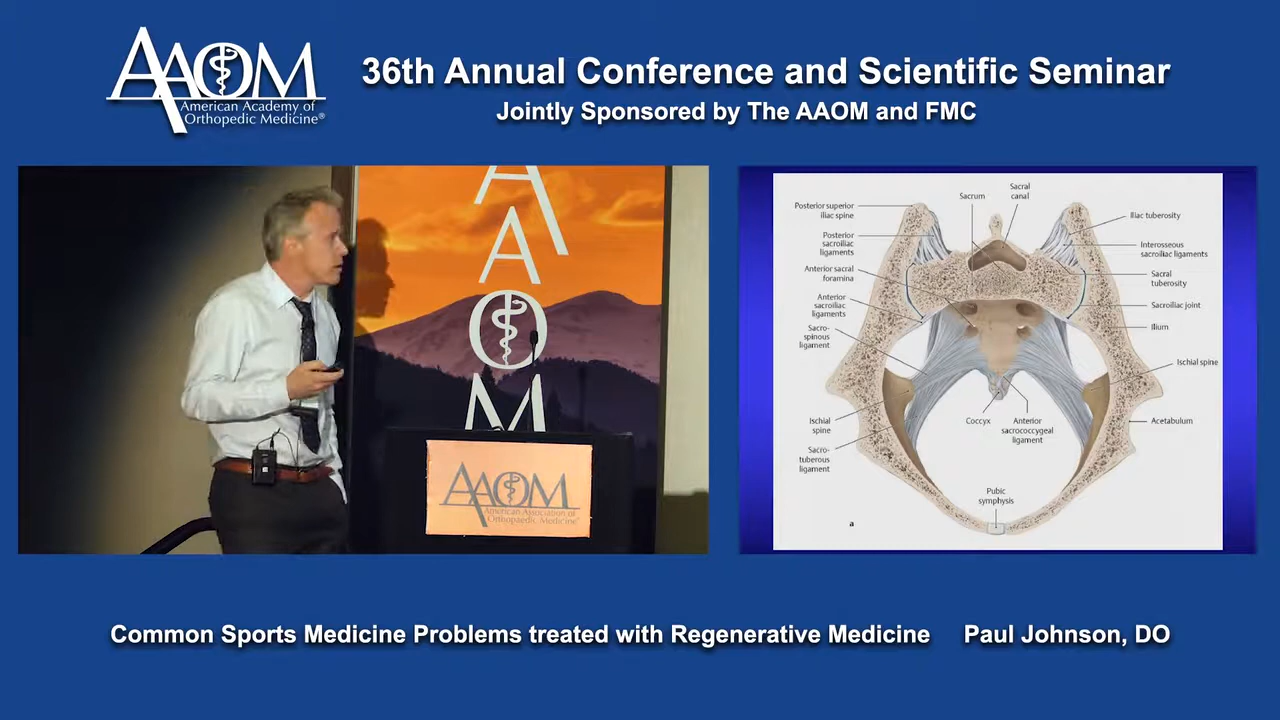 AAOM
American Academy of
Orthopedic Medicine®
36th Annual Conference and Scientific Seminar
Jointly Sponsored by The AAOM and FMC
A
A
O
M
AAOM
American Association of
Orthopaedic Medicine®
Sacrum
Sacral
canal
Posterior superior
iliac spine
Posterior
sacroiliac
ligaments
Anterior sacral
foramina
Anterior
sacroiliac
ligaments
Sacro-
spinous
ligament
Ischial
spine
Sacro-
tuberous
ligament
Iliac tuberosity
Interosseous
sacroiliac ligaments
Sacral
tuberosity
Sacroiliac joint
Ilium
Ischial spine
Acetabulum
Coccyx
Anterior
sacrococcygeal
ligament
Pubic
symphysis
a
Common Sports Medicine Problems treated with Regenerative Medicine Paul Johnson, DO